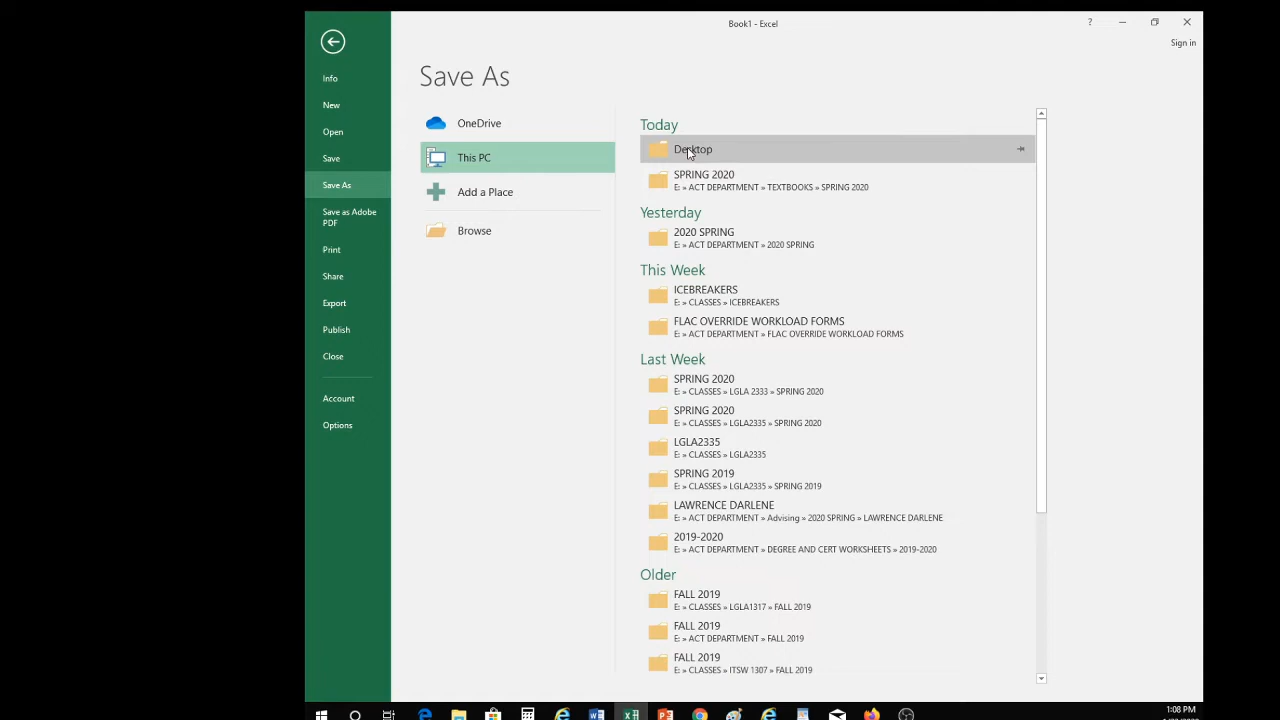 Book1 - Excel
?
Sign in
Info
New
Open
Save
Save As
Save as Adobe
PDF
Print
Share
Export
Publish
Close
Account
Options
Save As
OneDrive
This PC
Add a Place
Browse
Today
Desktop
SPRING 2020
E: » ACT DEPARTMENT » TEXTBOOKS » SPRING 2020
Yesterday
2020 SPRING
E: » ACT DEPARTMENT » 2020 SPRING
This Week
ICEBREAKERS
E: » CLASSES » ICEBREAKERS
FLAC OVERRIDE WORKLOAD FORMS
E: » ACT DEPARTMENT » FLAC OVERRIDE WORKLOAD FORMS
Last Week
SPRING 2020
E: » CLASSES » LGLA 2333 » SPRING 2020
SPRING 2020
E: » CLASSES » LGLA2335 » SPRING 2020
LGLA2335
E: » CLASSES » LGLA2335
SPRING 2019
E: » CLASSES » LGLA2335 » SPRING 2019
LAWRENCE DARLENE
E: » ACT DEPARTMENT » Advising » 2020 SPRING » LAWRENCE DARLENE
2019-2020
E: » ACT DEPARTMENT » DEGREE AND CERT WORKSHEETS » 2019-2020
Older
FALL 2019
E: » CLASSES » LGLA1317 » FALL 2019
FALL 2019
E: » ACT DEPARTMENT » FALL 2019
FALL 2019
E: » CLASSES » ITSW 1307 » FALL 2019
1:08 PM